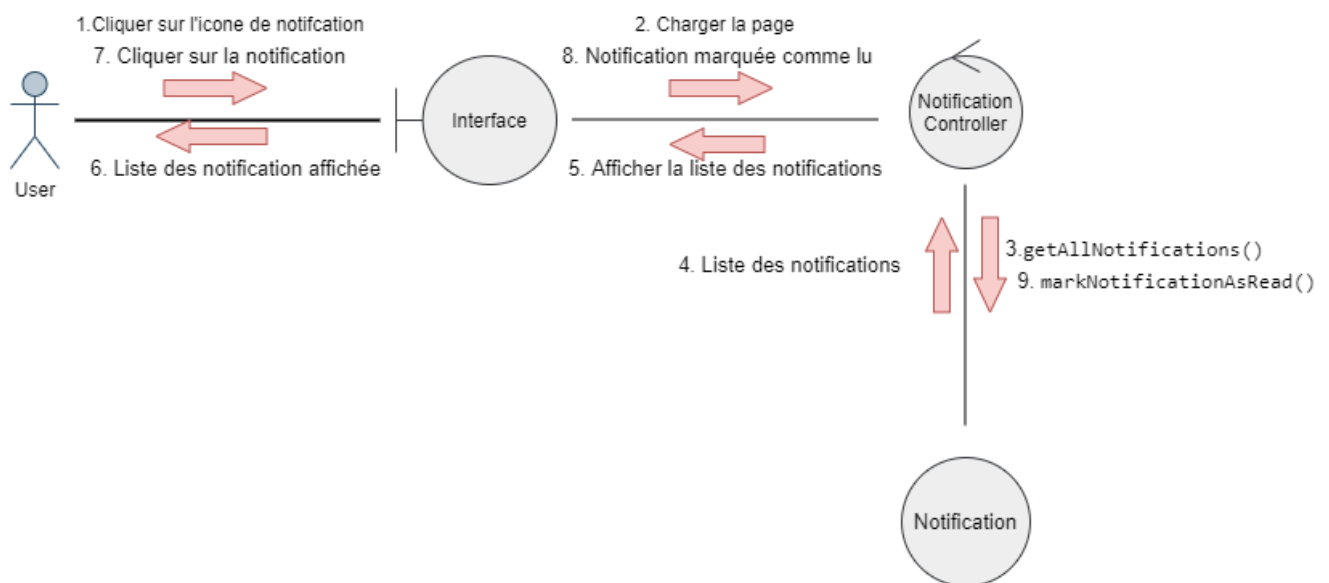 1.Cliquer sur l'icone de notifcation
7. Cliquer sur la notification
2. Charger la page
8. Notification marquée comme lu
Interface
Notification
Controller
User
6. Liste des notification affichée
5. Afficher la liste des notifications
4. Liste des notifications
3.getAllNotifications()
9. markNotificationAsRead()
Notification